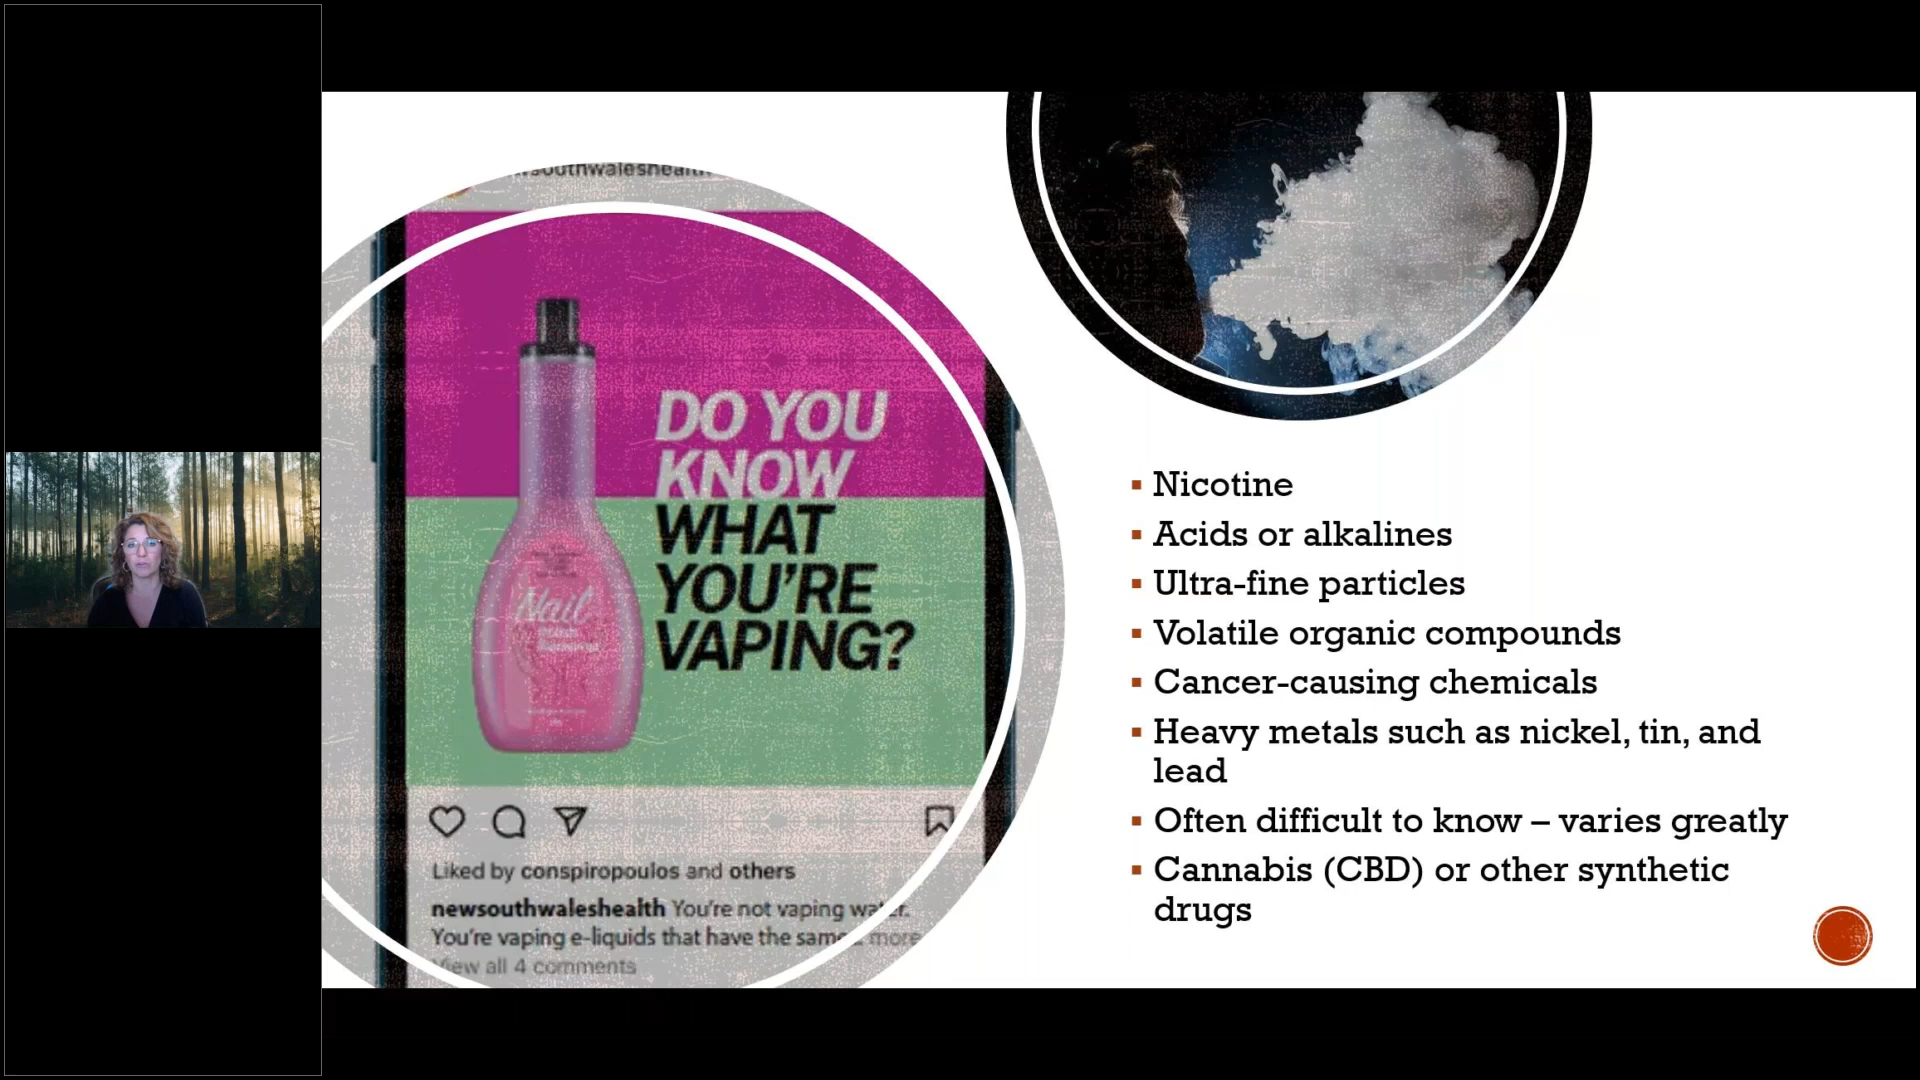 newsouthwaleshealth
DO YOU
KNOW
WHAT
YOU'RE
VAPING?
Nail
Liked by conspiropoulos and others
newsouthwaleshealth You're not vaping water.
You're vaping e-liquids that have the same... more
View all 4 comments
Nicotine
Acids or alkalines
Ultra-fine particles
Volatile organic compounds
Cancer-causing chemicals
Heavy metals such as nickel, tin, and
lead
Often difficult to know – varies greatly
Cannabis (CBD) or other synthetic
drugs